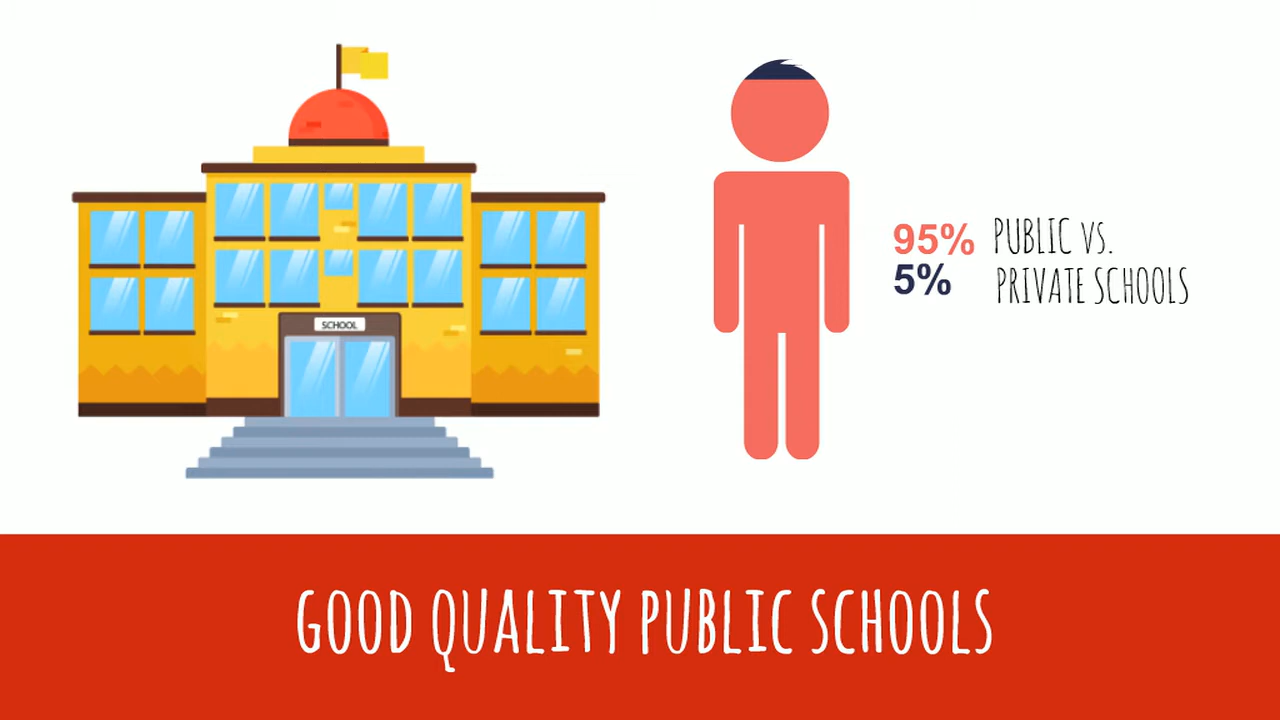 SCHOOL
95% PUBLIC VS.
5% PRIVATE SCHOOLS
GOOD QUALITY PUBLIC SCHOOLS